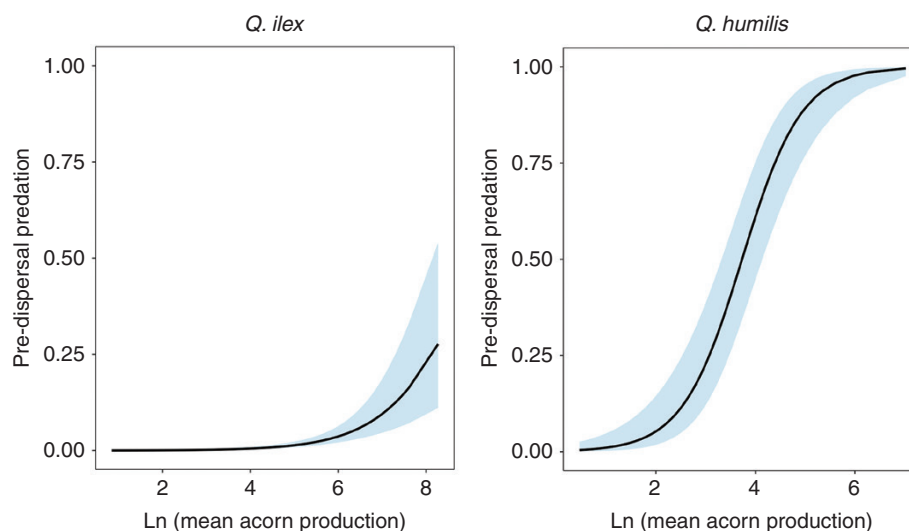 Q. ilex
Q. humilis
Pre-dispersal predation
1.00
0.75
0.50
0.25
0.00
2
4
6
8
Ln (mean acorn production)
Pre-dispersal predation
1.00
0.75
0.50
0.25
0.00
2
4
6
Ln (mean acorn production)